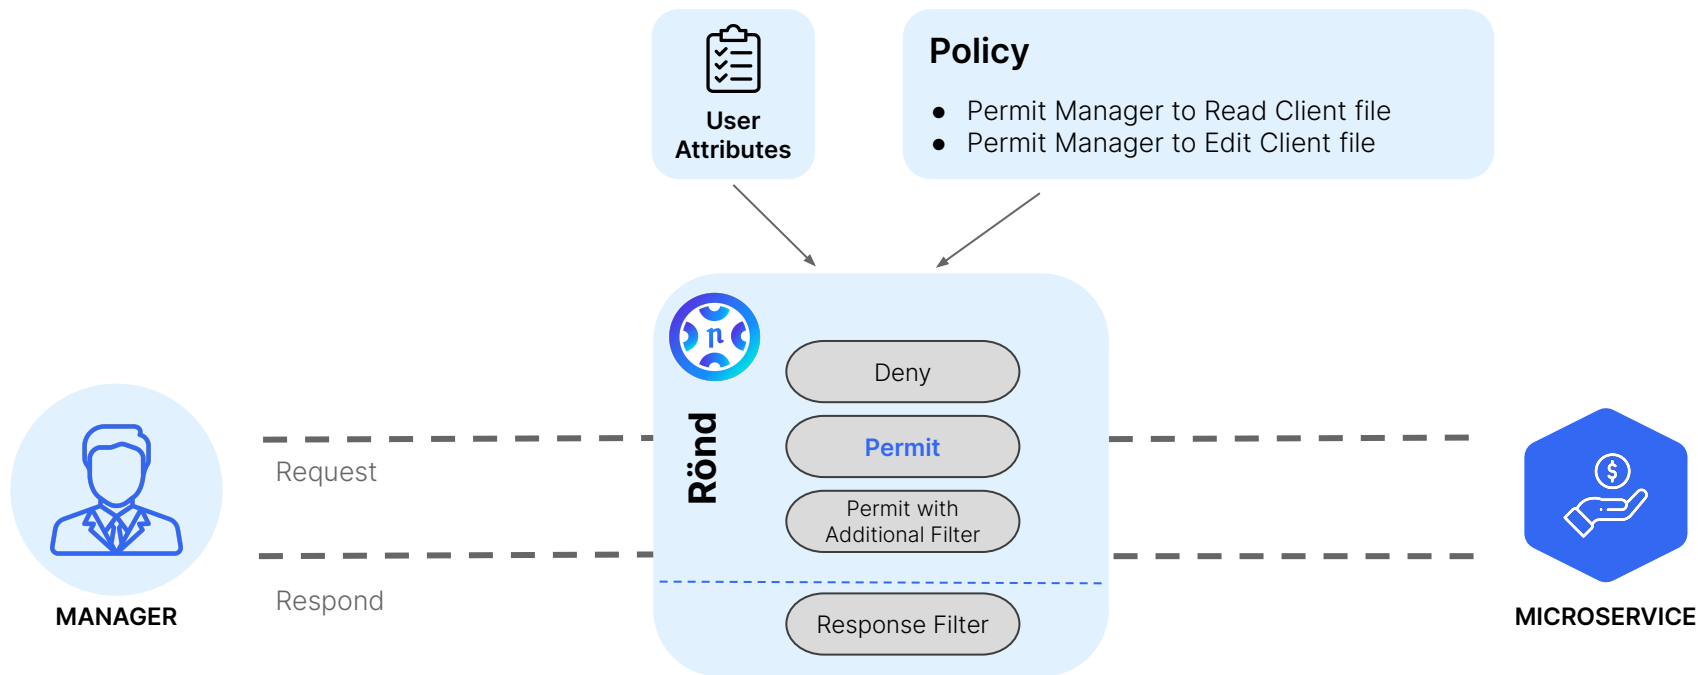 User
Attributes
Policy
● Permit Manager to Read Client file
● Permit Manager to Edit Client file
n
Rönd
Deny
Permit
Permit with
Additional Filter
Response Filter
Request
Respond
MANAGER
$
MICROSERVICE